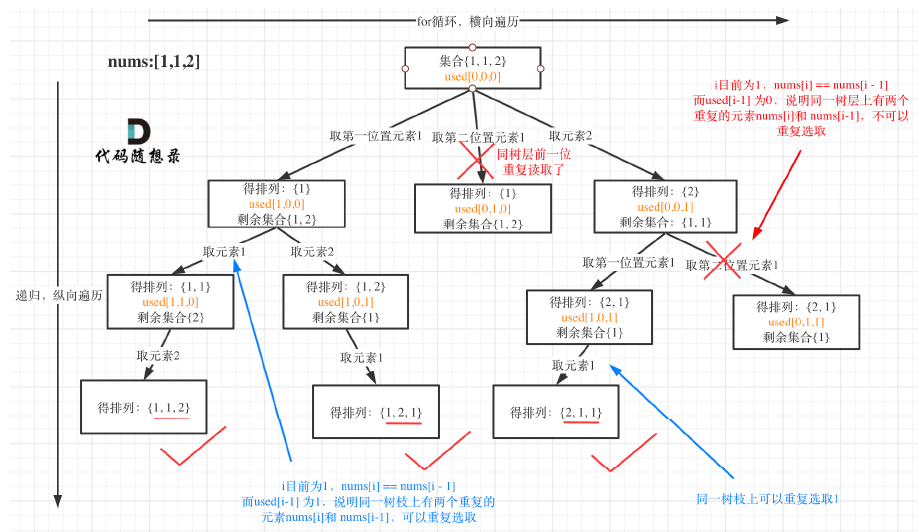 for循环，横向遍历
nums:[1,1,2]
集合{1, 1, 2}
used[0,0,0]
i目前为1，nums[i] == nums[i - 1]
而used[i-1] 为0，说明同一树层上有两个
重复的元素nums[i]和 nums[i-1]，不可以
重复选取
代码随想录
取第一位置元素1
取第二位置元素1
取元素2
同树层前一位
重复读取了
得排列：{1}
used[1,0,0]
剩余集合{1, 2}
得排列：{1}
used[0,1,0]
剩余集合{1, 2}
得排列：{2}
used[0,0,1]
剩余集合：{1, 1}
取元素1
取元素2
取第一位置元素1
取第二位置元素1
递归，纵向遍历
得排列：{1, 1}
used[1,1,0]
剩余集合{2}
得排列：{1, 2}
used[1,0,1]
剩余集合{1}
得排列：{2, 1}
used[1,0,1]
剩余集合{1}
得排列：{2, 1}
used[0,1,1]
剩余集合{1}
取元素2
取元素1
取元素1
得排列：{1, 1, 2}
得排列：{1, 2, 1}
得排列：{2, 1, 1}
i目前为1，nums[i] == nums[i - 1]
而used[i-1] 为1，说明同一树枝上有两个重复的
元素nums[i]和 nums[i-1]，可以重复选取
同一树枝上可以重复选取!